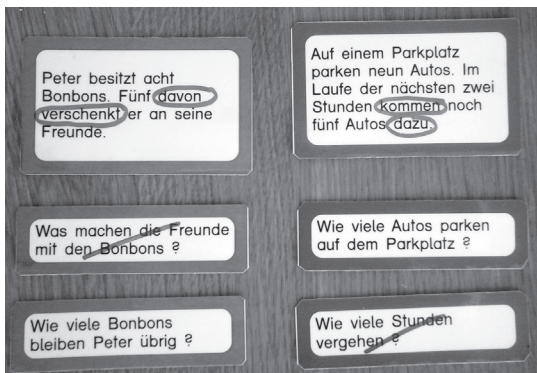 Peter besitzt acht
Bonbons. Fünf davon
verschenkt er an seine
Freunde.
Auf einem Parkplatz
parken neun Autos. Im
Laufe der nächsten zwei
Stunden kommen noch
fünf Autos dazu.
Was machen die Freunde
mit den Bonbons ?
Wie viele Autos parken
auf dem Parkplatz ?
Wie viele Bonbons
bleiben Peter übrig ?
Wie viele Stunden
vergehen ?